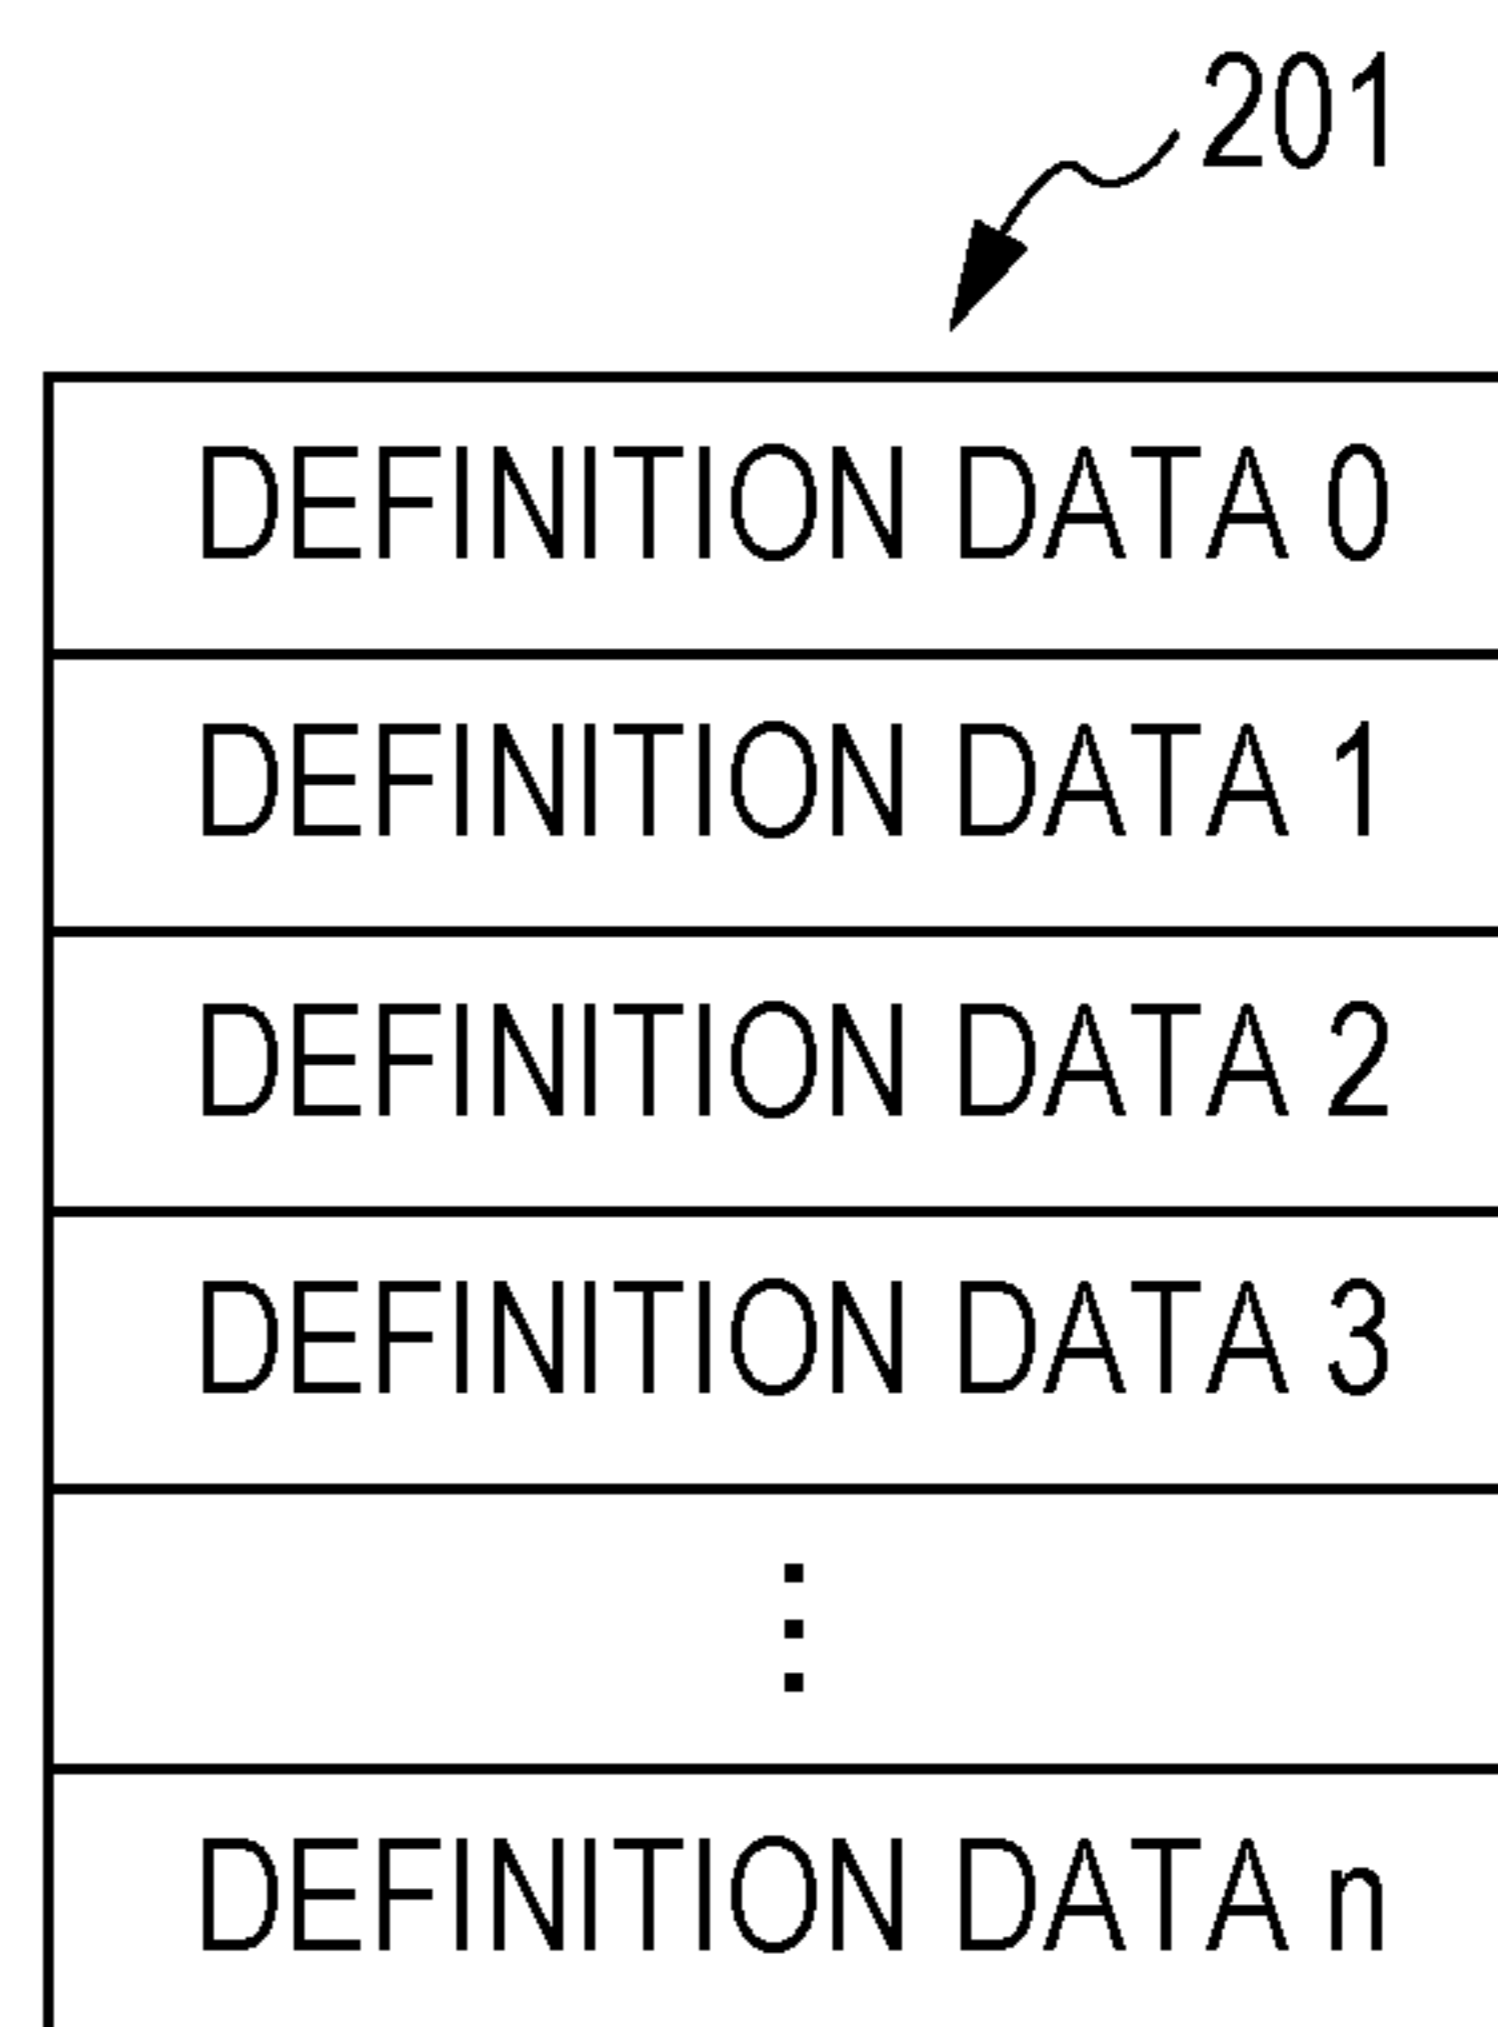 201
DEFINITION DATA 0
DEFINITION DATA 1
DEFINITION DATA 2
DEFINITION DATA 3
⋮
DEFINITION DATA n